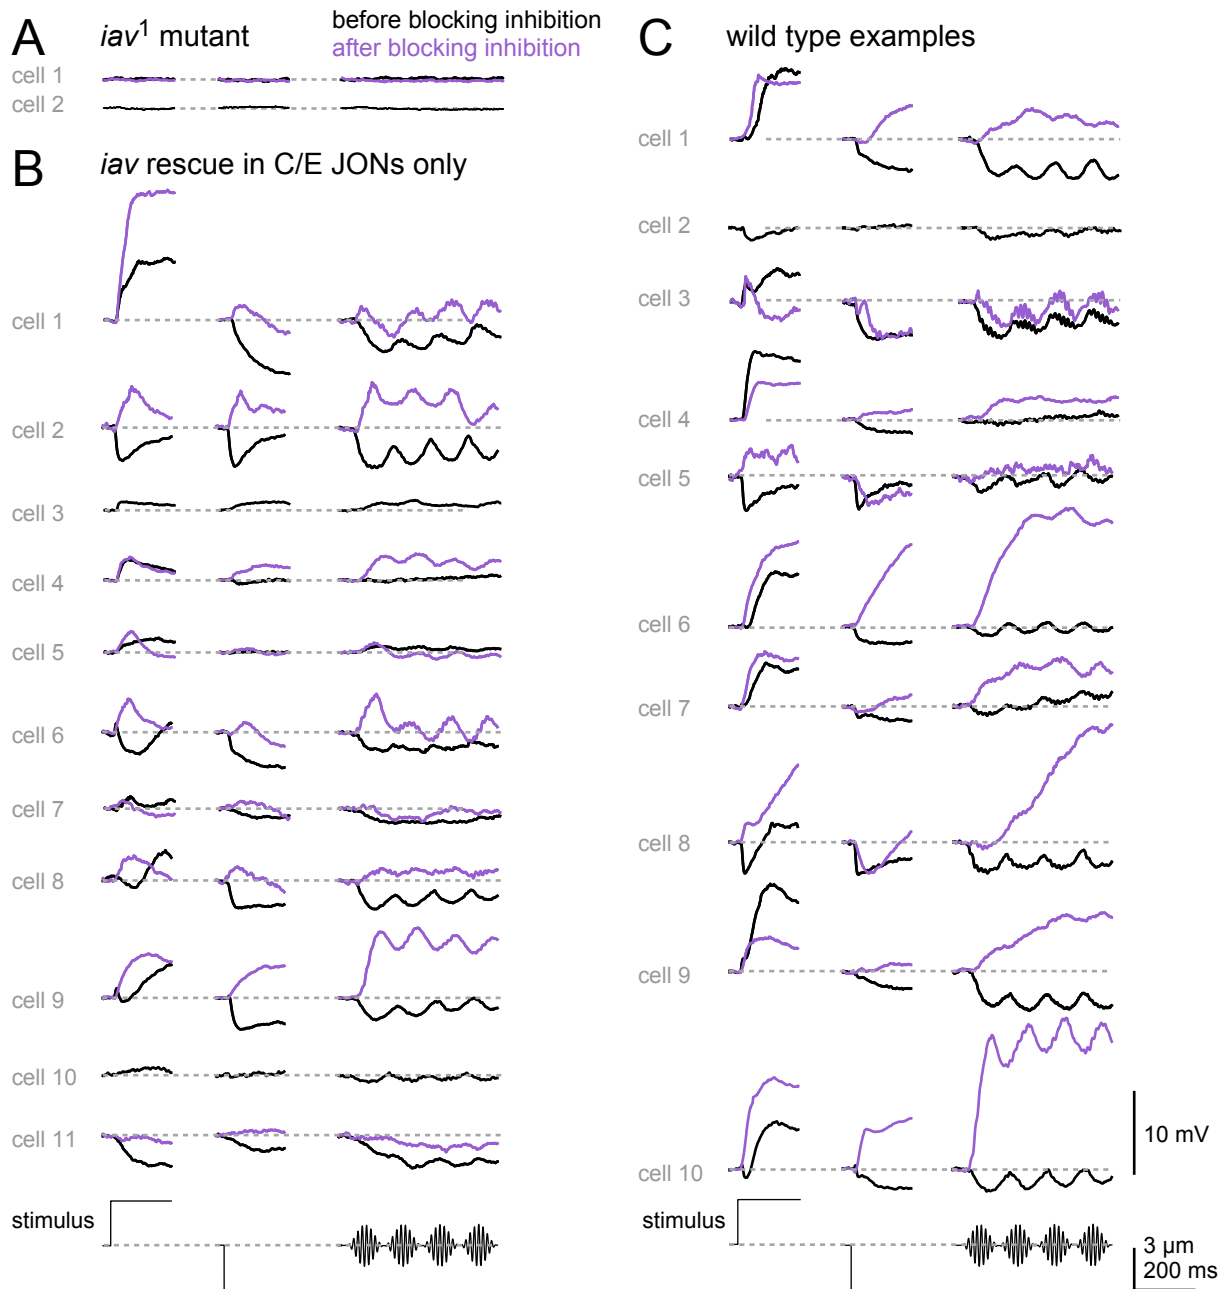 A iav1 mutant
before blocking inhibition
after blocking inhibition
cell 1
cell 2
B iav rescue in C/E JONs only
cell 1
cell 2
cell 3
cell 4
cell 5
cell 6
cell 7
cell 8
cell 9
cell 10
cell 11
stimulus
C wild type examples
cell 1
cell 2
cell 3
cell 4
cell 5
cell 6
cell 7
cell 8
cell 9
cell 10
10 mV
stimulus
3 µm
200 ms